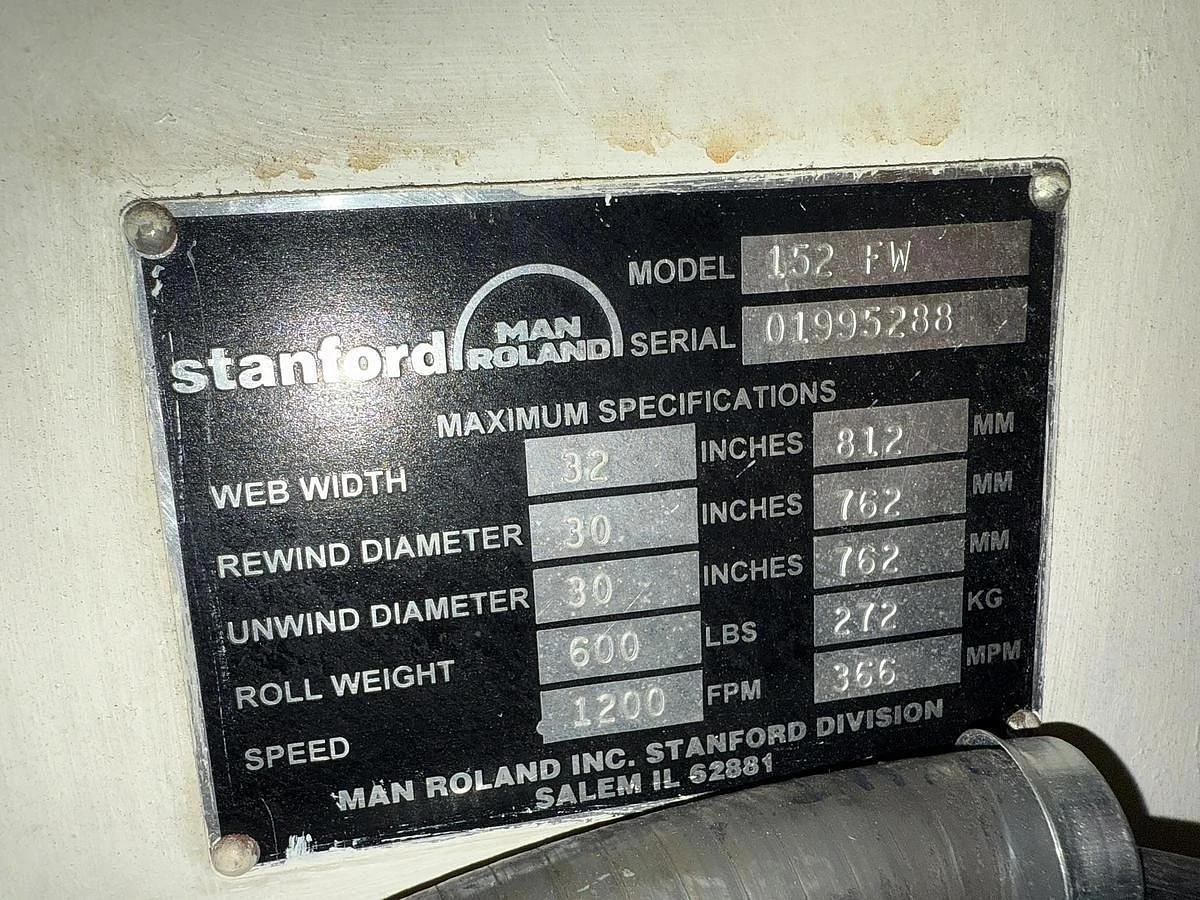 MODEL 152 FW
stanford MAN ROLAND SERIAL 01995288
MAXIMUM SPECIFICATIONS
WEB WIDTH 32 INCHES 812 MM
REWIND DIAMETER 30 INCHES 762 MM
UNWIND DIAMETER 30 INCHES 762 MM
ROLL WEIGHT 600 LBS 272 KG
SPEED 1200 FPM 366 MPM
MAN ROLAND INC. STANFORD DIVISION
SALEM IL 62881